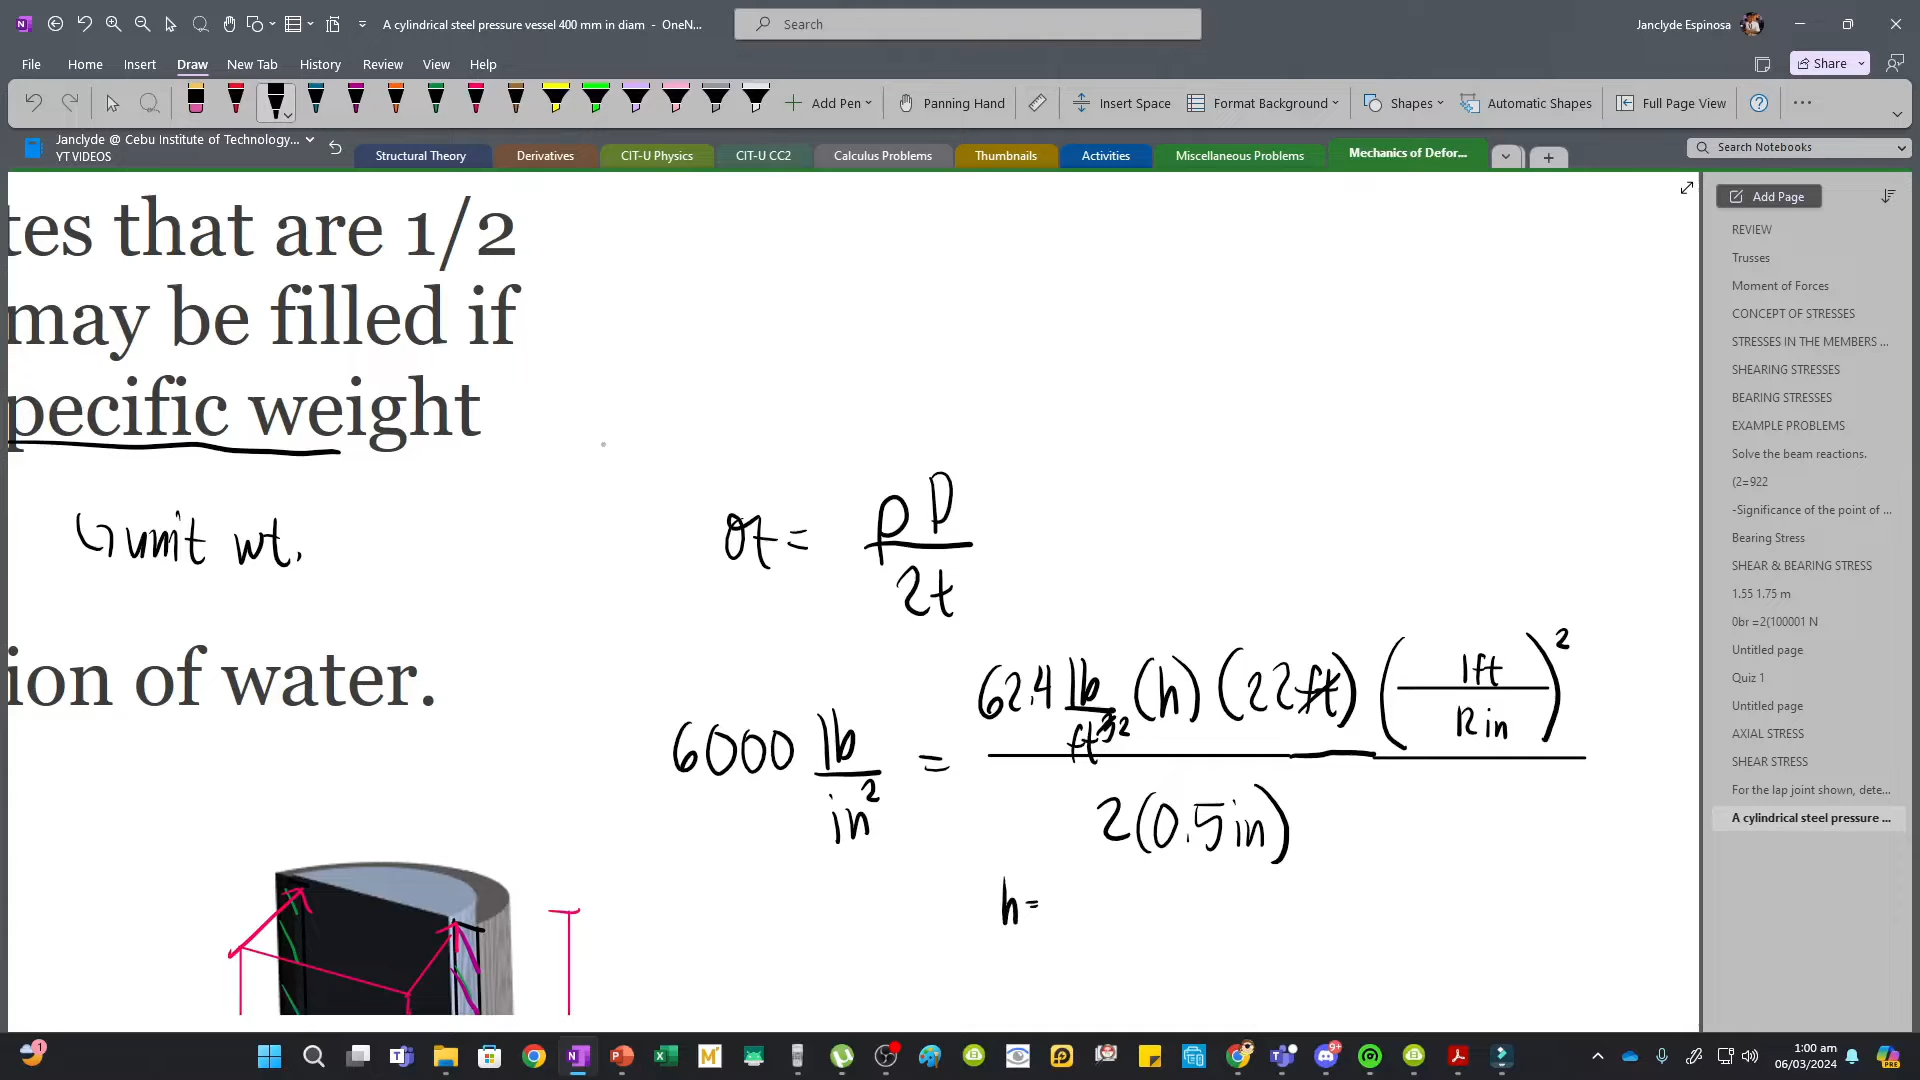 A cylindrical steel pressure vessel 400 mm in diam - OneN...
Search
Janclyde Espinosa
File Home Insert Draw New Tab History Review View Help
Share
Add Pen
Panning Hand
Insert Space
Format Background
Shapes
Automatic Shapes
Full Page View
Janclyde @ Cebu Institute of Technology...
YT VIDEOS
Structural Theory
Derivatives
CIT-U Physics
CIT-U CC2
Calculus Problems
Thumbnails
Activities
Miscellaneous Problems
Mechanics of Defor...
Search Notebooks
tes that are 1/2
may be filled if
pecific weight
unit wt.
ion of water.
σt = pD / 2t
6000 lb/in² = 62.4 lb/ft³² (h) (22 ft) (1ft / 12 in)² / 2(0.5in)
h=
Add Page
REVIEW
Trusses
Moment of Forces
CONCEPT OF STRESSES
STRESSES IN THE MEMBERS ...
SHEARING STRESSES
BEARING STRESSES
EXAMPLE PROBLEMS
Solve the beam reactions.
(2=922
-Significance of the point of ...
Bearing Stress
SHEAR & BEARING STRESS
1.55 1.75 m
0br =2(100001 N
Untitled page
Quiz 1
Untitled page
AXIAL STRESS
SHEAR STRESS
For the lap joint shown, dete...
A cylindrical steel pressure ...
1:00 am
06/03/2024